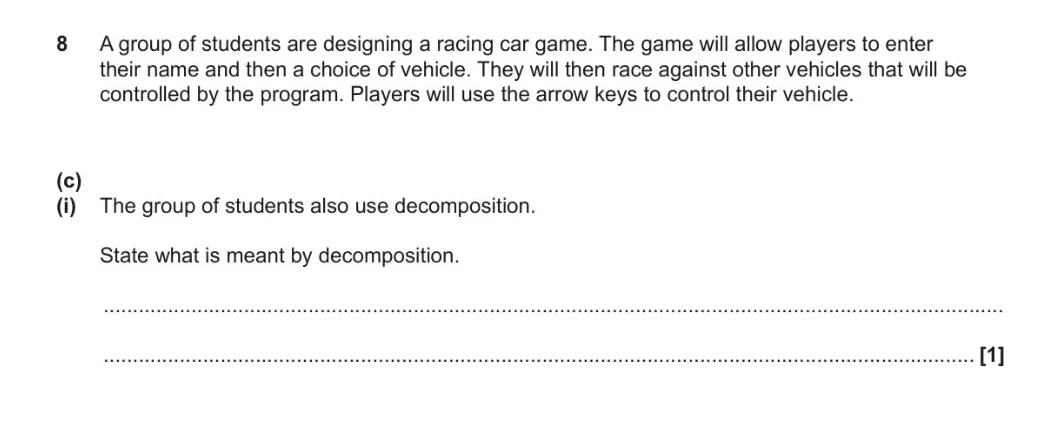 8 A group of students are designing a racing car game. The game will allow players to enter
their name and then a choice of vehicle. They will then race against other vehicles that will be
controlled by the program. Players will use the arrow keys to control their vehicle.
(c)
(i) The group of students also use decomposition.
State what is meant by decomposition.
................................................................................
................................................................................ [1]